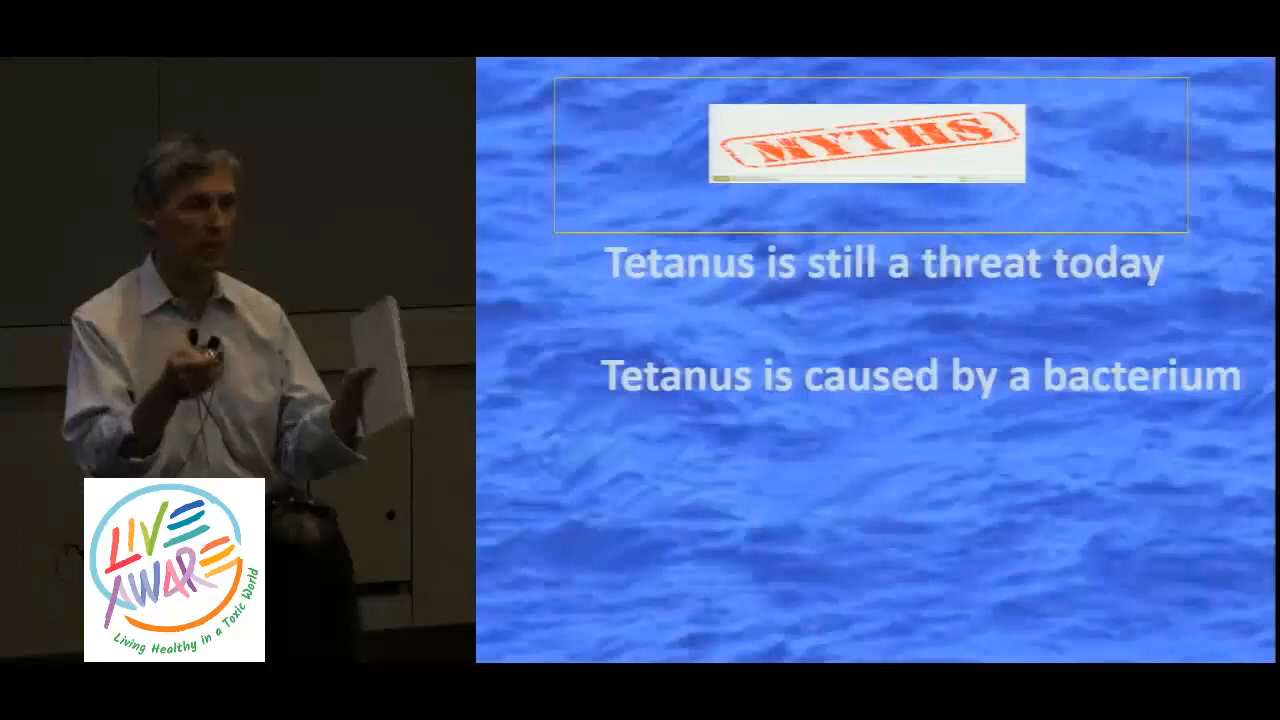 MYTHS
Tetanus is still a threat today
Tetanus is caused by a bacterium
LIVE
AWARE
Living Healthy in a Toxic World